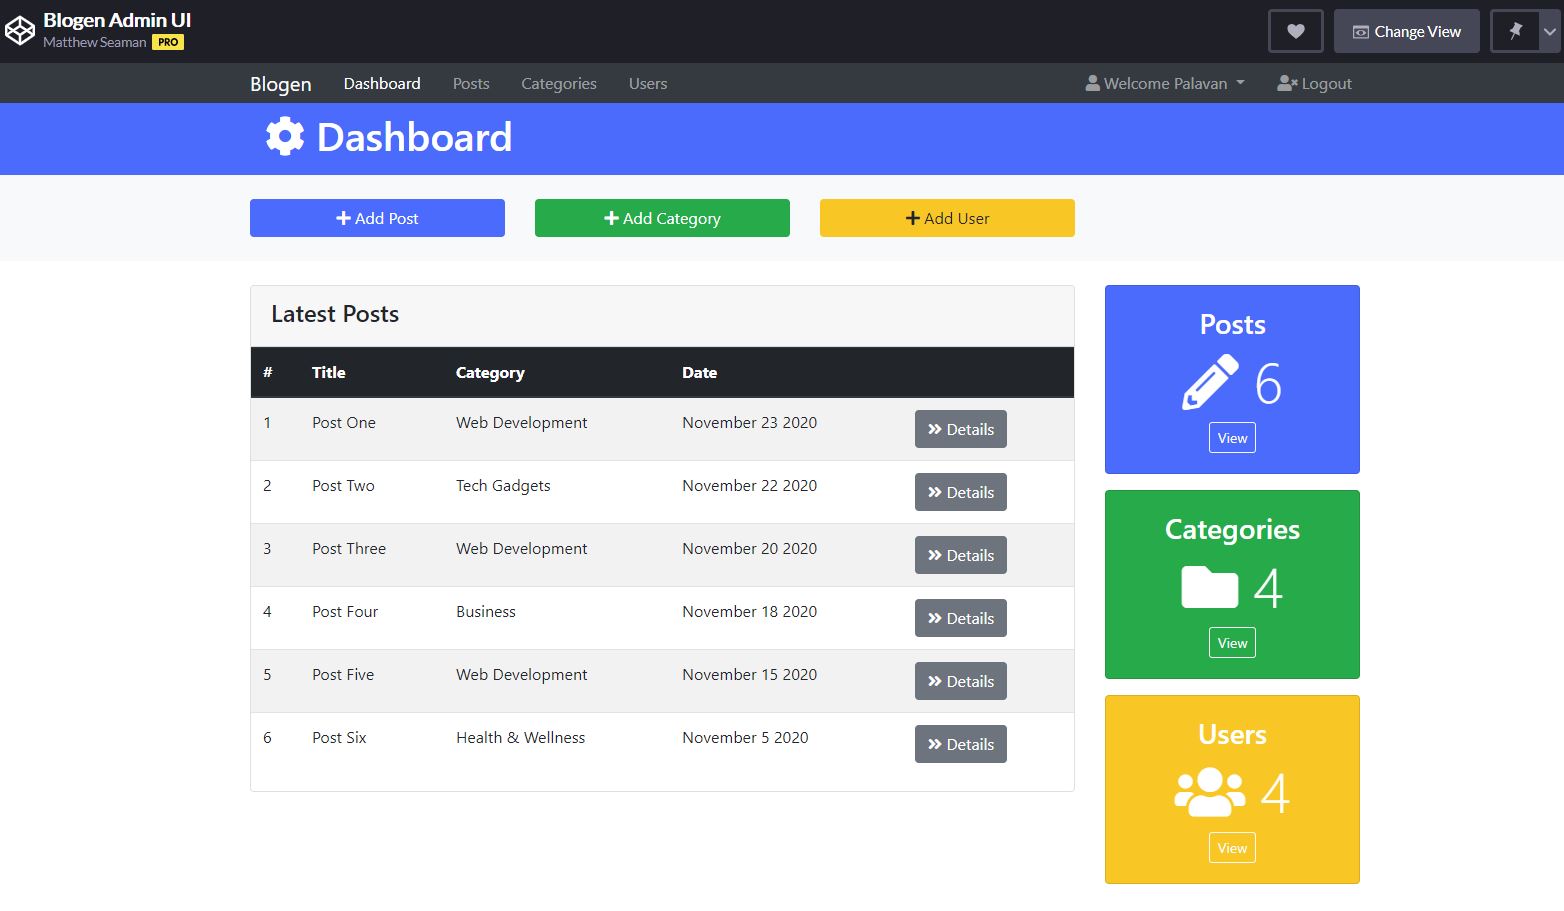 Blogen Admin UI
Matthew Seaman PRO
Change View
Blogen Dashboard Posts Categories Users Welcome Palavan Logout
Dashboard
Add Post Add Category Add User
Latest Posts
# Title Category Date
1 Post One Web Development November 23 2020 Details
2 Post Two Tech Gadgets November 22 2020 Details
3 Post Three Web Development November 20 2020 Details
4 Post Four Business November 18 2020 Details
5 Post Five Web Development November 15 2020 Details
6 Post Six Health & Wellness November 5 2020 Details
Posts
6
View
Categories
4
View
Users
4
View